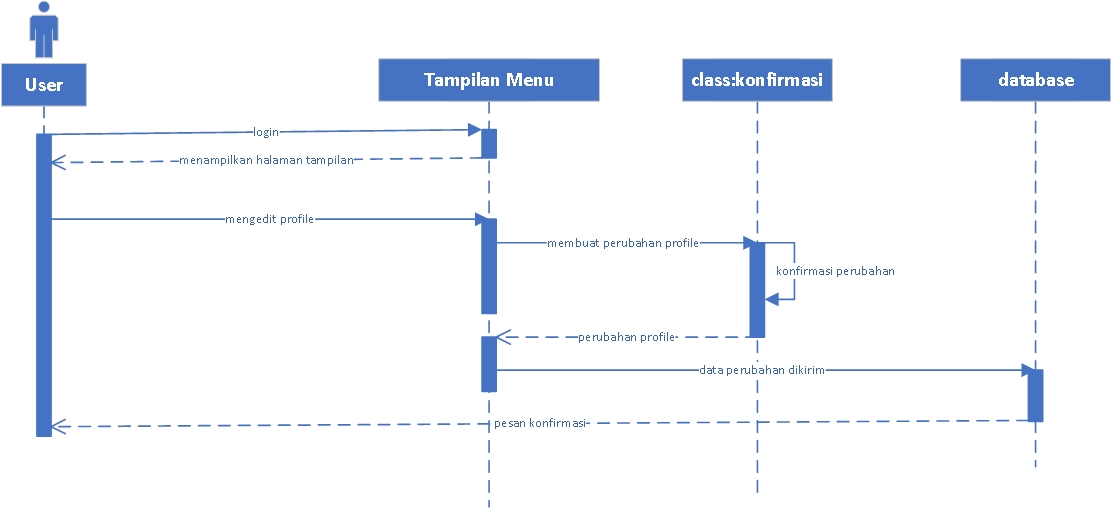 User
Tampilan Menu
class:konfirmasi
database
login
menampilkan halaman tampilan
mengedit profile
membuat perubahan profile
konfirmasi perubahan
perubahan profile
data perubahan dikirim
pesan konfirmasi